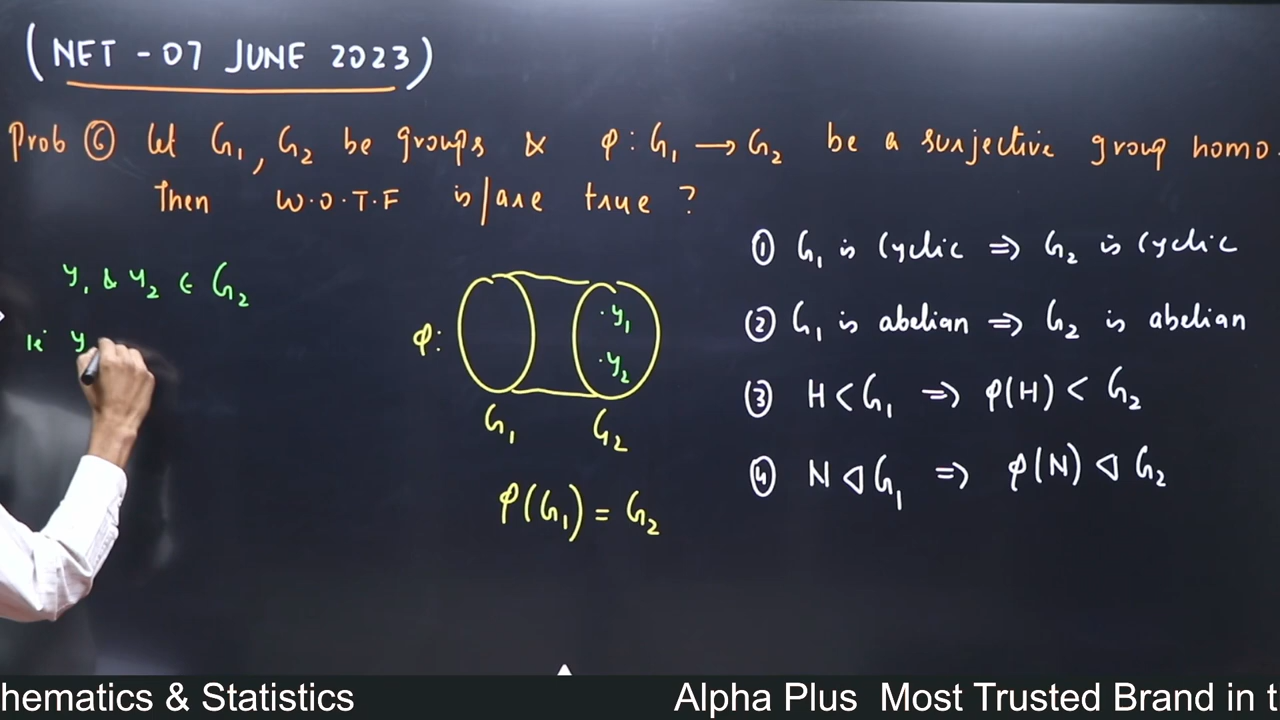 (NET - 07 JUNE 2023)
Prob ⑥ Let G₁, G₂ be groups & φ: G₁ → G₂ be a surjective group homo.
Then W.O.T.F is/are true ?
① G₁ is cyclic ⇒ G₂ is cyclic
② G₁ is abelian ⇒ G₂ is abelian
③ H < G₁ ⇒ φ(H) < G₂
④ N ◁ G₁ ⇒ φ(N) ◁ G₂
y₁ & y₂ ∈ G₂
ie y
φ:
y₁
y₂
G₁ G₂
φ(G₁) = G₂
hematics & Statistics Alpha Plus Most Trusted Brand in t